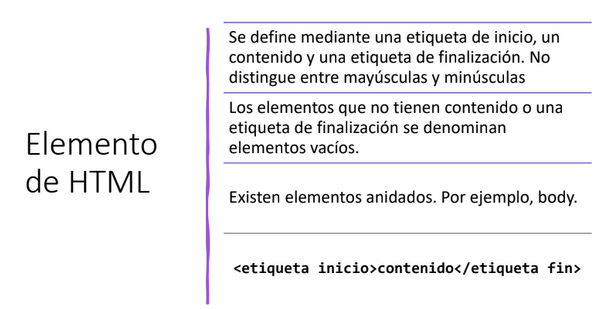 Elemento
de HTML
Se define mediante una etiqueta de inicio, un
contenido y una etiqueta de finalización. No
distingue entre mayúsculas y minúsculas
Los elementos que no tienen contenido o una
etiqueta de finalización se denominan
elementos vacíos.
Existen elementos anidados. Por ejemplo, body.
<etiqueta inicio>contenido</etiqueta fin>